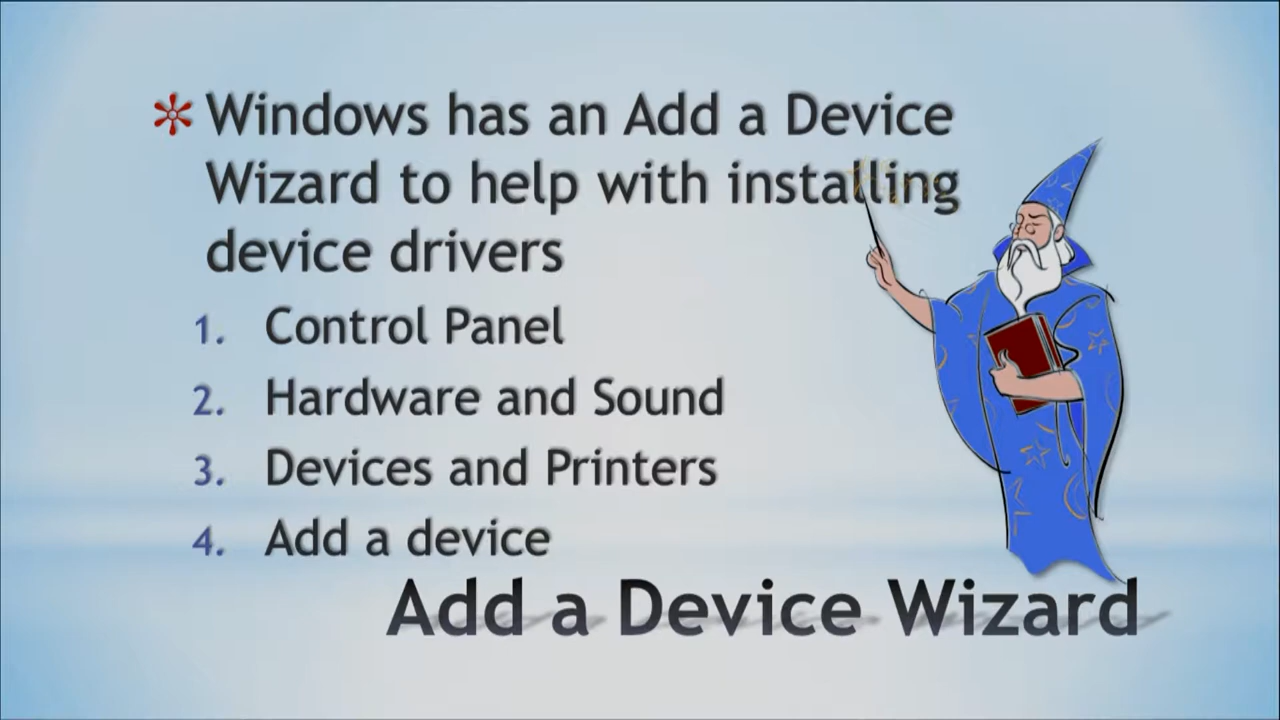 * Windows has an Add a Device
Wizard to help with installing
device drivers
1. Control Panel
2. Hardware and Sound
3. Devices and Printers
4. Add a device
Add a Device Wizard